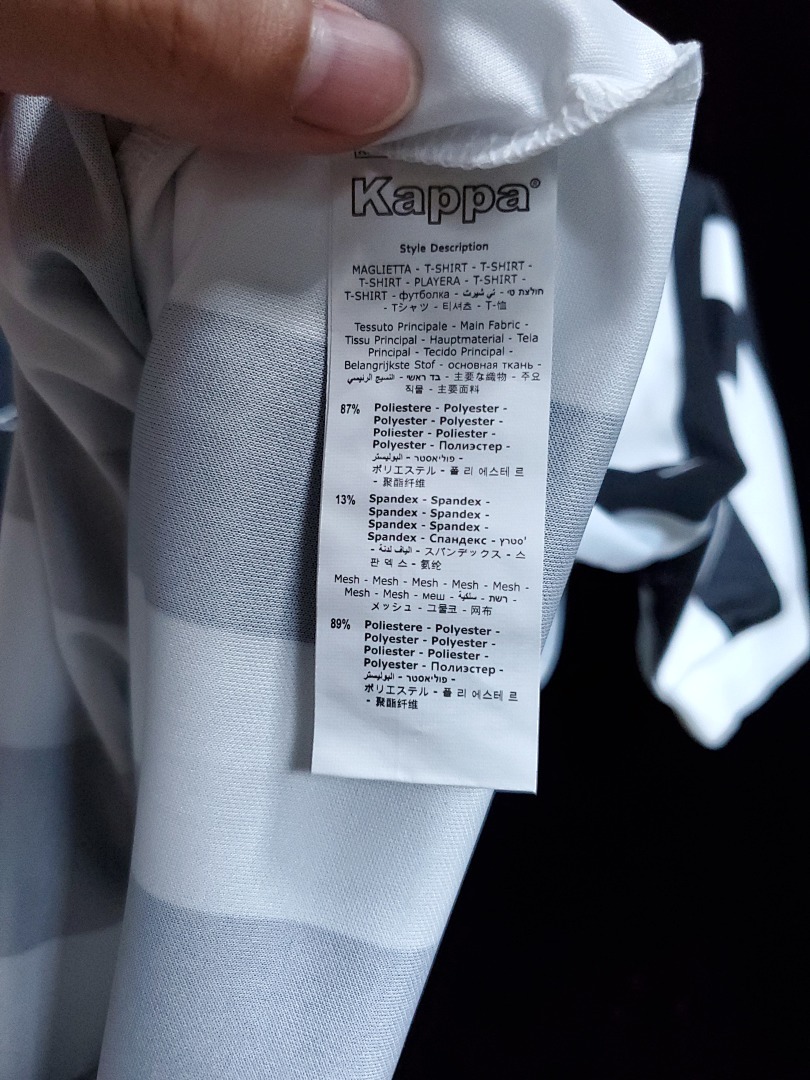 Kappa®
Style Description
MAGLIETTA - T-SHIRT - T-SHIRT -
T-SHIRT - PLAYERA - T-SHIRT -
T-SHIRT - футболка - تي شيرت - חולצת טי
- Tシャツ - 티셔츠 - T-恤
Tessuto Principale - Main Fabric -
Tissu Principal - Hauptmaterial - Tela
Principal - Tecido Principal -
Belangrijkste Stof - основная ткань -
النسيج الرئيسي - בד ראשי - 主要な織物 - 주요
직물 - 主要面料
87% Poliestere - Polyester -
Polyester - Polyester -
Poliester - Poliester -
Polyester - Полиэстер -
البوليستر - פוליאסטר -
ポリエステル - 폴 리 에스테 르
- 聚酯纤维
13% Spandex - Spandex -
Spandex - Spandex -
Spandex - Spandex -
Spandex - Спандекс - סטרץ'
- الياف لدنة - スパンデックス - 스
판 덱 스 - 氨纶
Mesh - Mesh - Mesh - Mesh - Mesh -
Mesh - Mesh - меш - شبكية - רשת -
メッシュ - 그물코 - 网布
89% Poliestere - Polyester -
Polyester - Polyester -
Poliester - Poliester -
Polyester - Полиэстер -
البوليستر - פוליאסטר -
ポリエステル - 폴 리 에스테 르
- 聚酯纤维